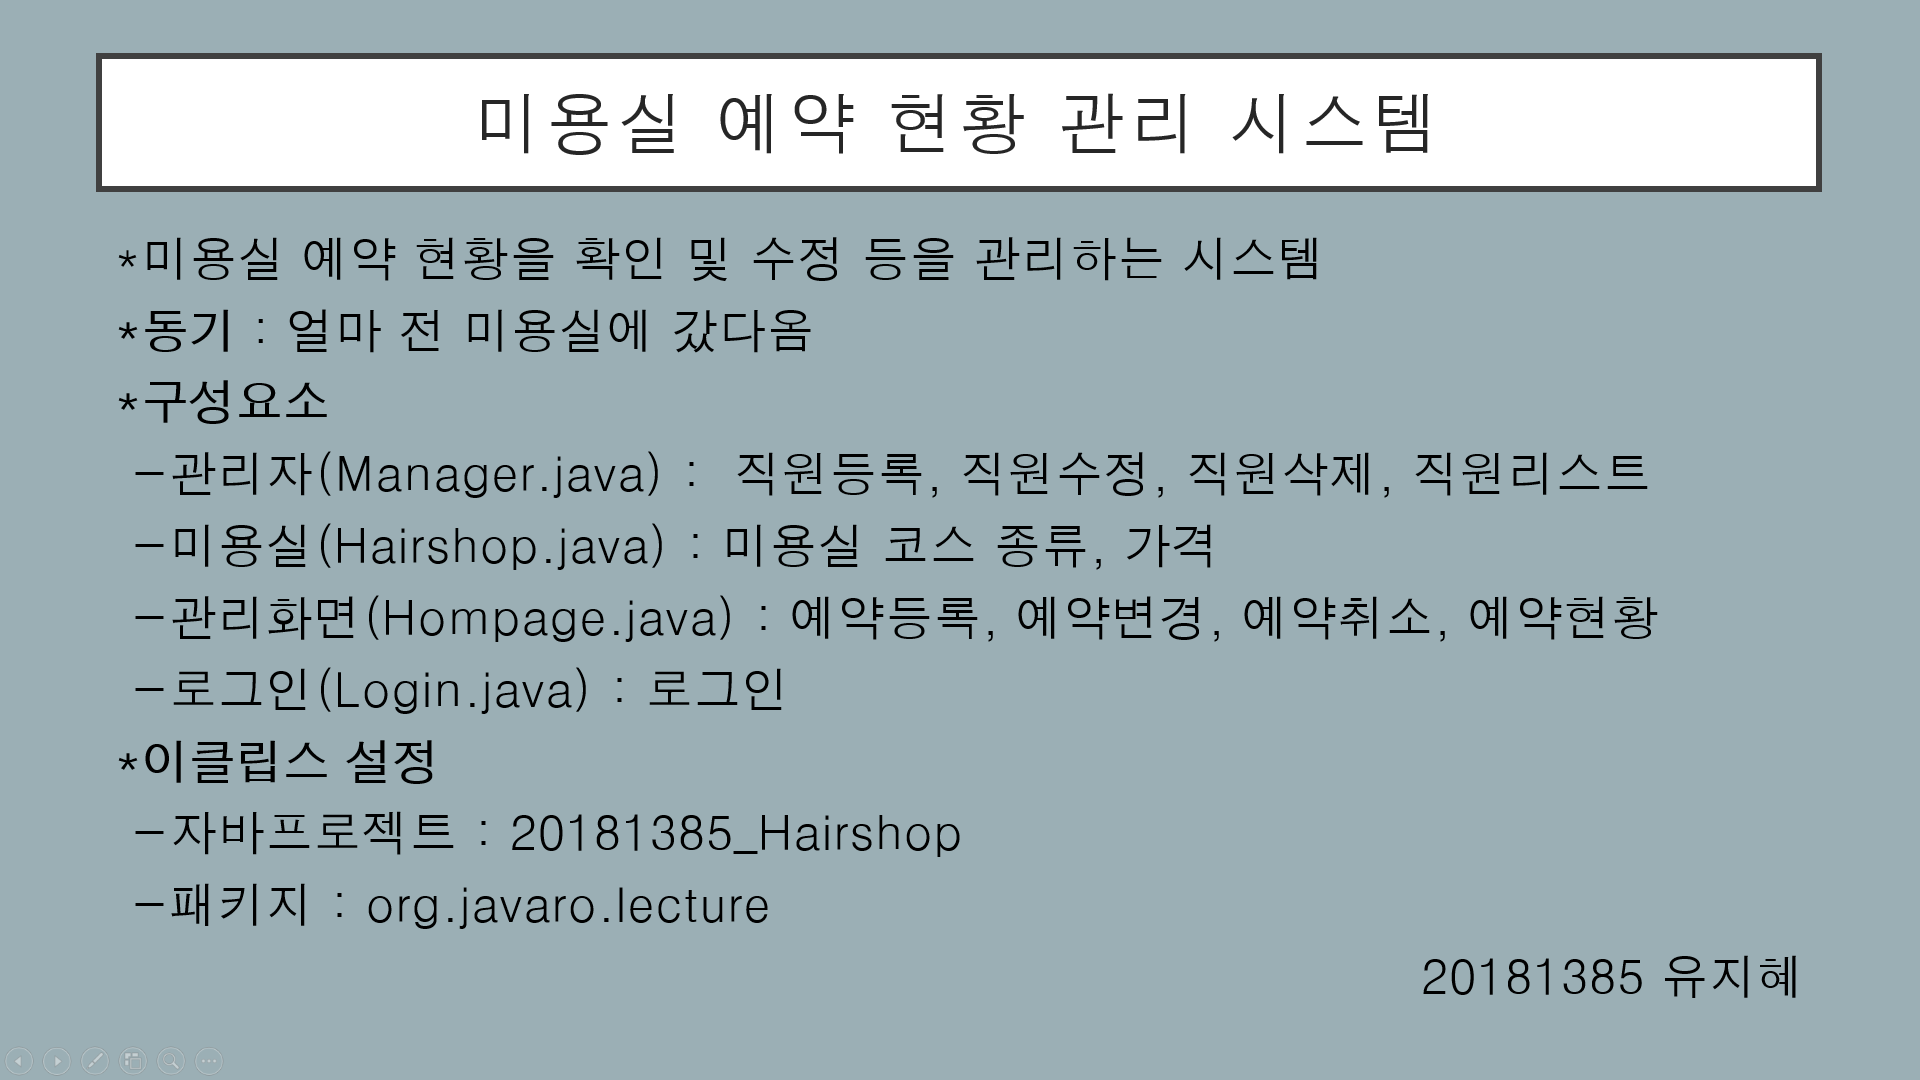 미용실 예약 현황 관리 시스템
*미용실 예약 현황을 확인 및 수정 등을 관리하는 시스템
*동기 : 얼마 전 미용실에 갔다옴
*구성요소
-관리자(Manager.java) : 직원등록, 직원수정, 직원삭제, 직원리스트
-미용실(Hairshop.java) : 미용실 코스 종류, 가격
-관리화면(Hompage.java) : 예약등록, 예약변경, 예약취소, 예약현황
-로그인(Login.java) : 로그인
*이클립스 설정
-자바프로젝트 : 20181385_Hairshop
-패키지 : org.javaro.lecture
20181385 유지혜